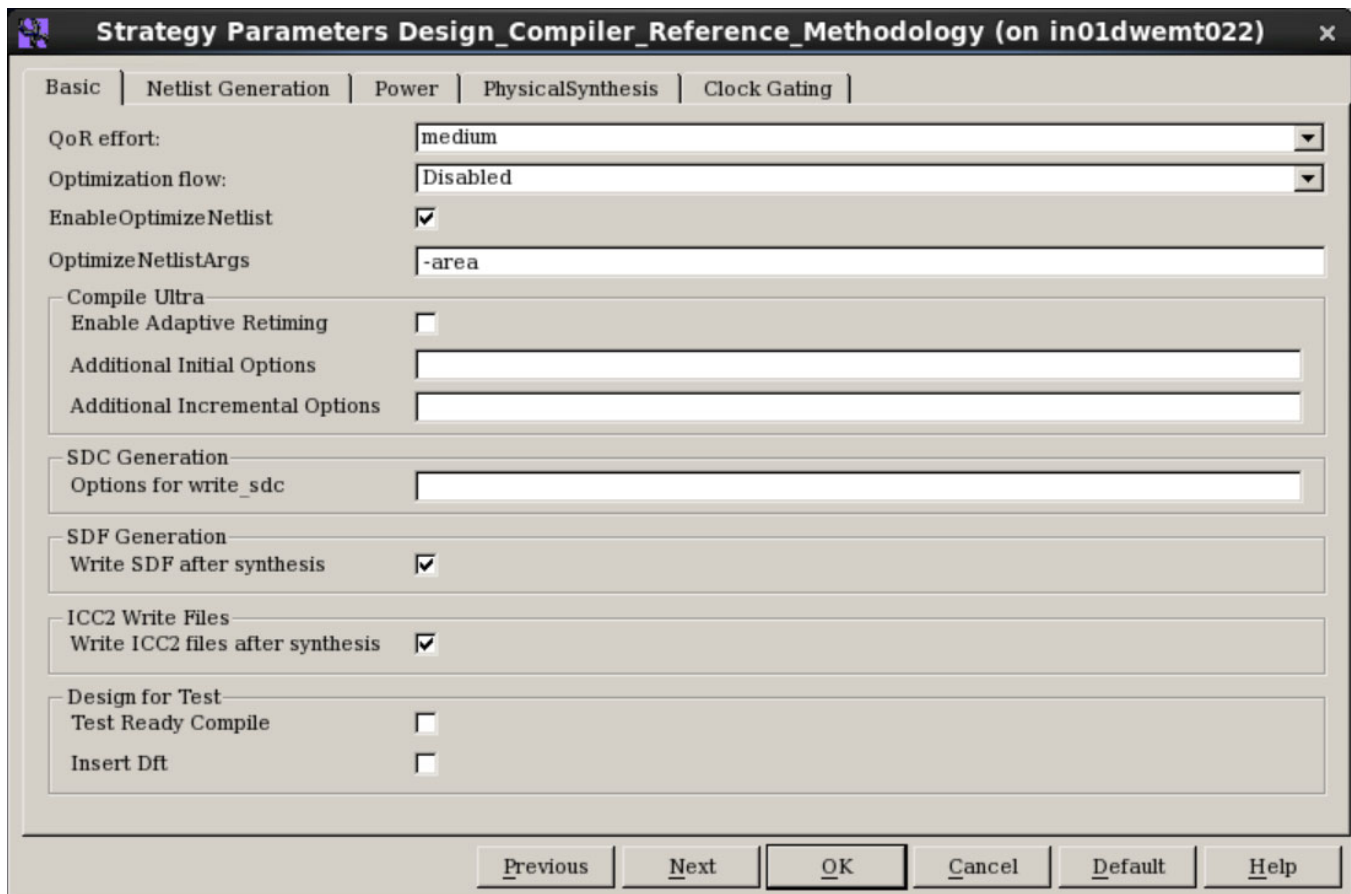 Strategy Parameters Design_Compiler_Reference_Methodology (on in01dwemt022) ×
Basic Netlist Generation Power PhysicalSynthesis Clock Gating
QoR effort: medium
Optimization flow: Disabled
EnableOptimizeNetlist
OptimizeNetlistArgs -area
Compile Ultra
Enable Adaptive Retiming
Additional Initial Options
Additional Incremental Options
SDC Generation
Options for write_sdc
SDF Generation
Write SDF after synthesis
ICC2 Write Files
Write ICC2 files after synthesis
Design for Test
Test Ready Compile
Insert Dft
Previous Next OK Cancel Default Help